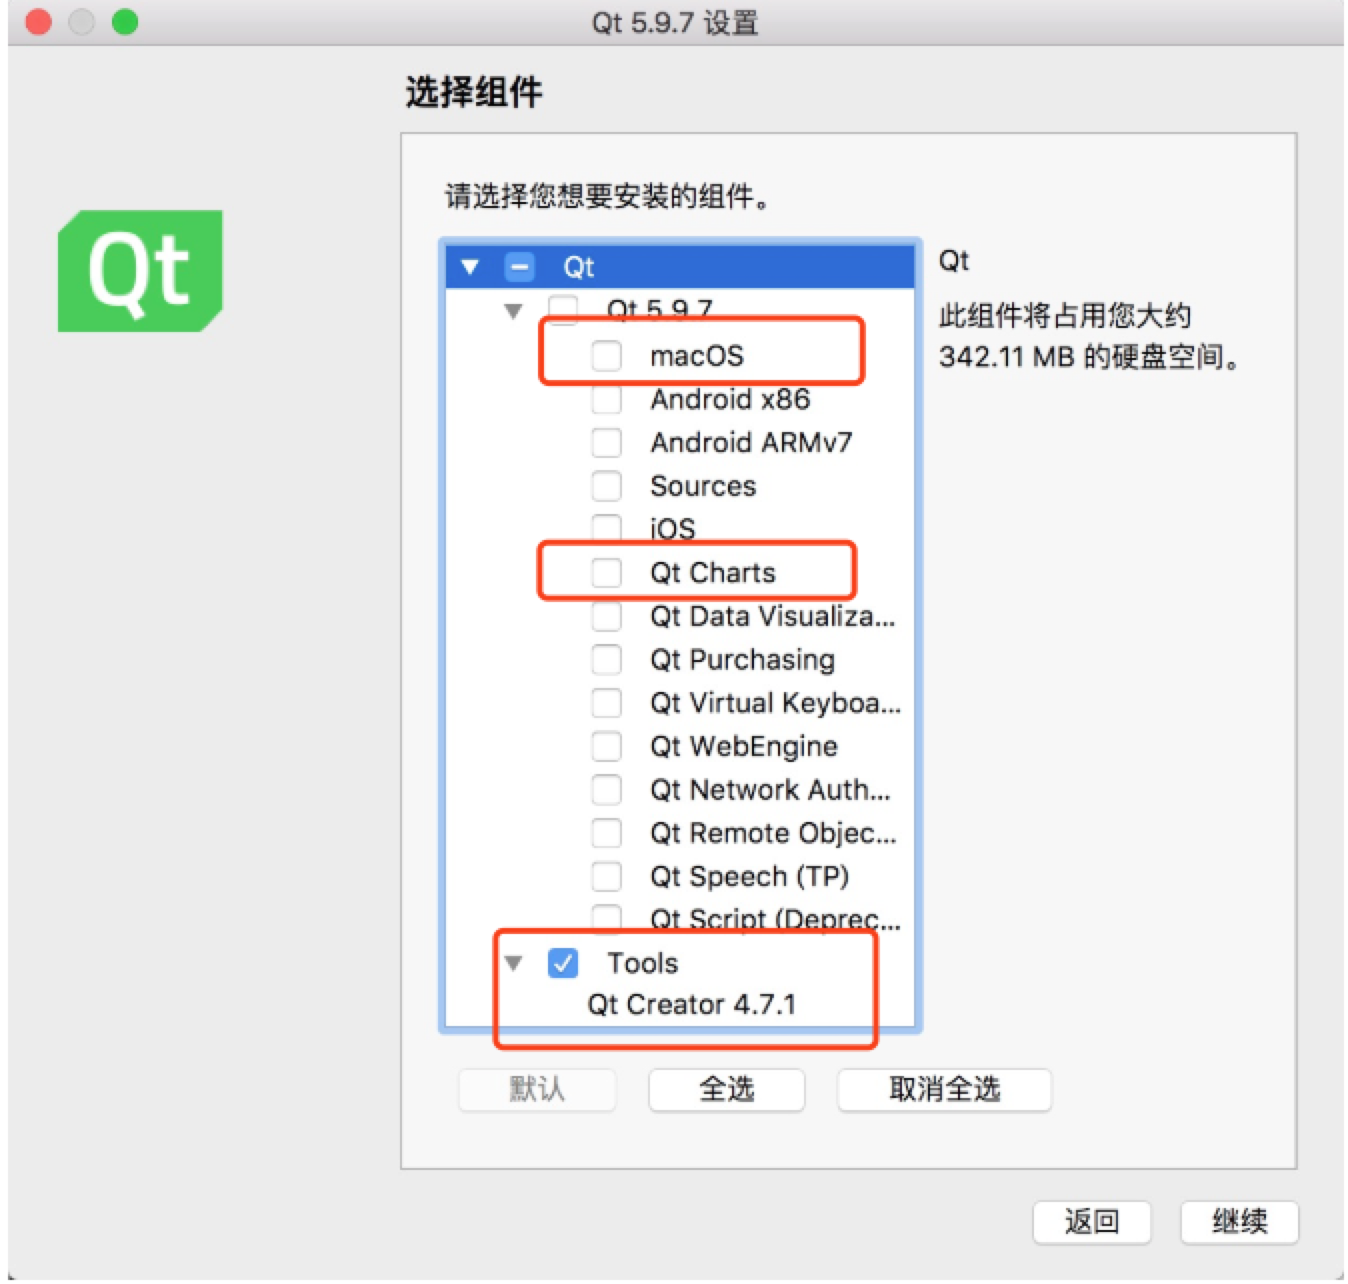 Qt 5.9.7 设置
选择组件
Qt
请选择您想要安装的组件。
Qt
Qt 5.9.7
macOS
Android x86
Android ARMv7
Sources
iOS
Qt Charts
Qt Data Visualiza...
Qt Purchasing
Qt Virtual Keyboa...
Qt WebEngine
Qt Network Auth...
Qt Remote Objec...
Qt Speech (TP)
Qt Script (Deprec...
Tools
Qt Creator 4.7.1
Qt
此组件将占用您大约
342.11 MB 的硬盘空间。
默认 全选 取消全选
返回 继续